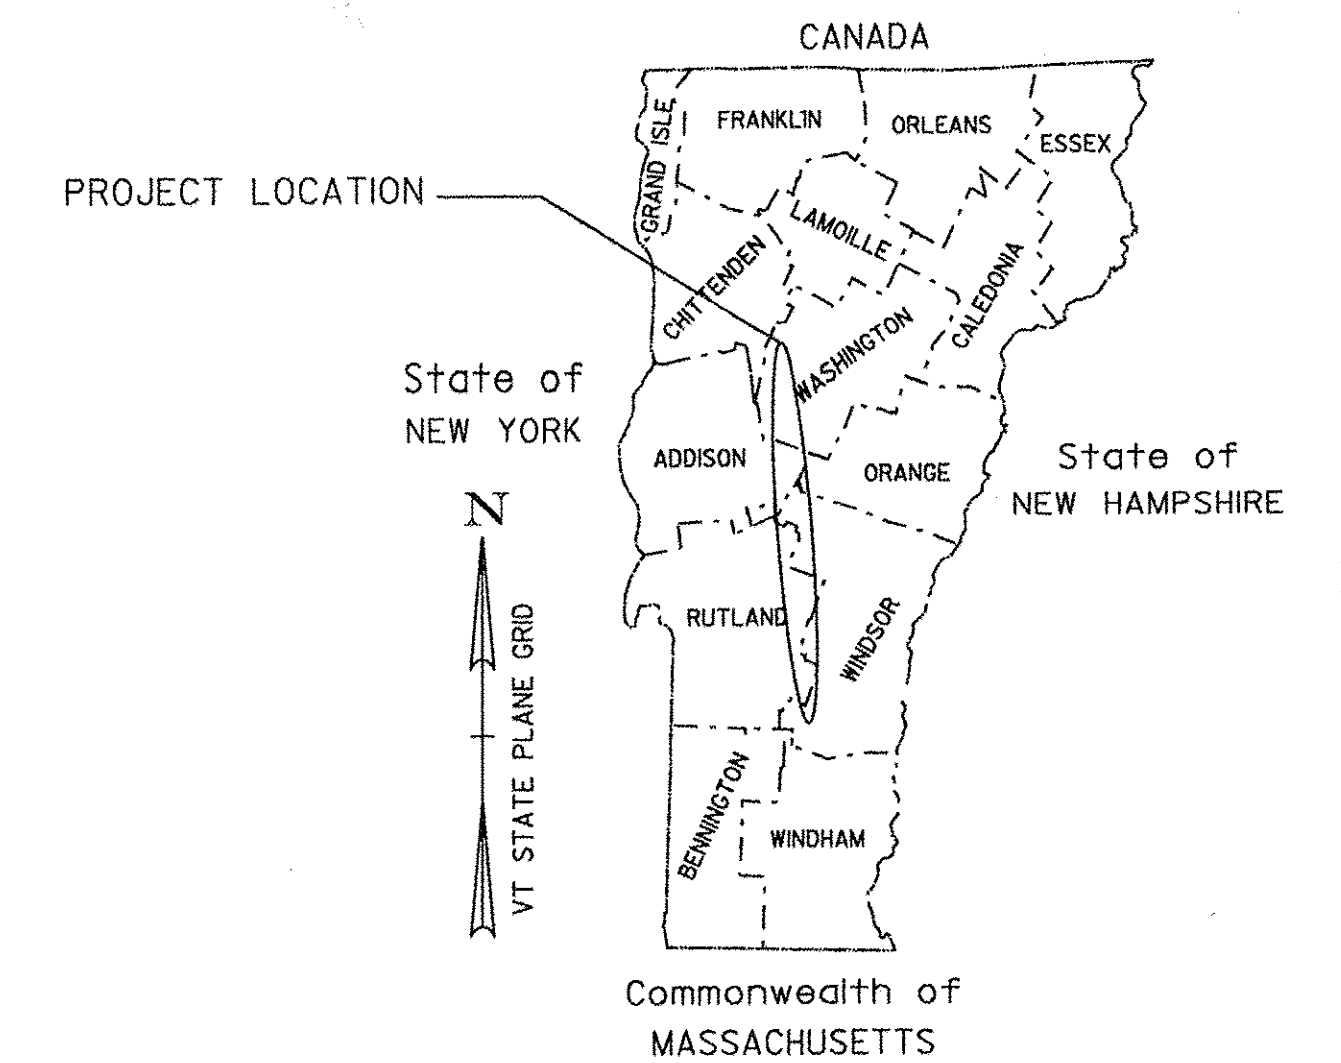 CANADA
FRANKLIN
ORLEANS
ESSEX
GRAND ISLE
PROJECT LOCATION
LAMOILLE
CHITTENDEN
CALEDONIA
WASHINGTON
State of
NEW YORK
ADDISON
ORANGE
State of
NEW HAMPSHIRE
N
VT STATE PLANE GRID
RUTLAND
WINDSOR
BENNINGTON
WINDHAM
Commonwealth of
MASSACHUSETTS